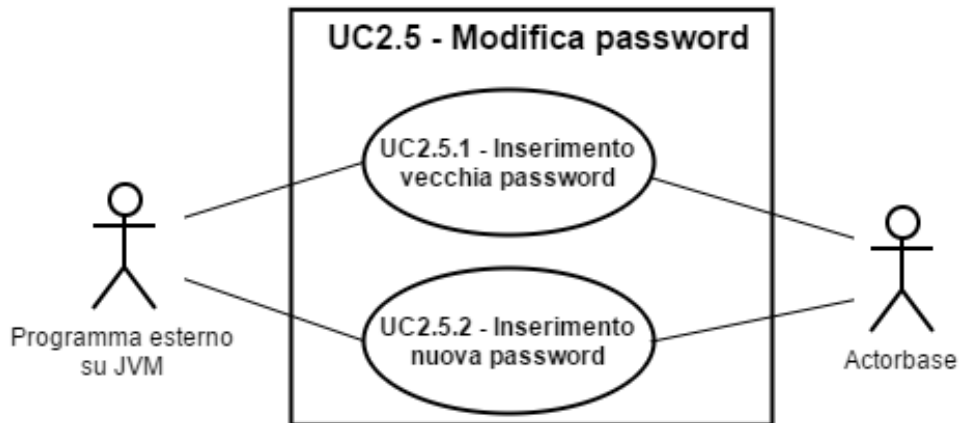 UC2.5 - Modifica password
UC2.5.1 - Inserimento
vecchia password
Programma esterno
su JVM
UC2.5.2 - Inserimento
nuova password
Actorbase